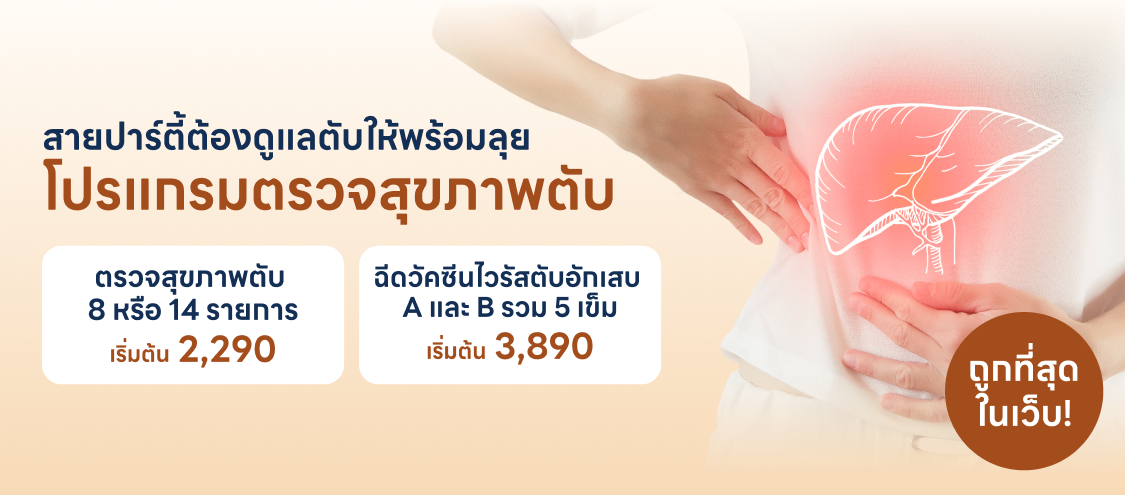 สายปาร์ตี้ต้องดูแลตับให้พร้อมลุย
โปรแกรมตรวจสุขภาพตับ
ตรวจสุขภาพตับ
8 หรือ 14 รายการ
เริ่มต้น 2,290
ฉีดวัคซีนไวรัสตับอักเสบ
A และ B รวม 5 เข็ม
เริ่มต้น 3,890
ถูกที่สุด
ในเว็บ!